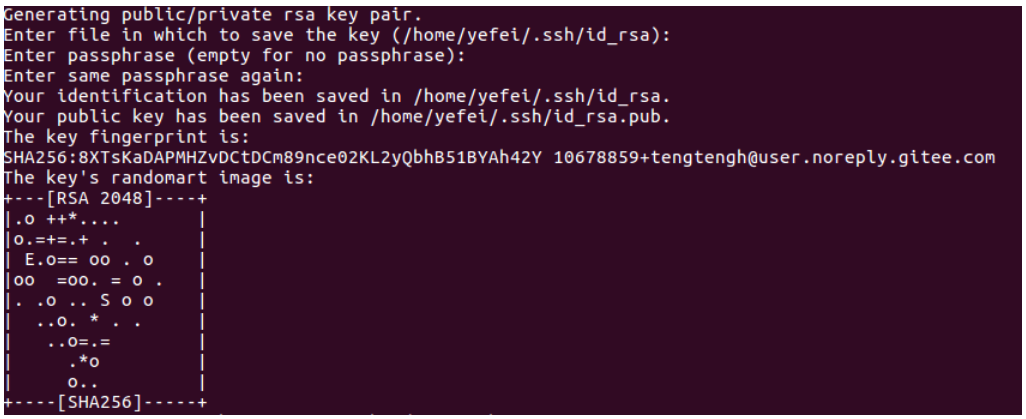 Generating public/private rsa key pair.
Enter file in which to save the key (/home/yefei/.ssh/id_rsa):
Enter passphrase (empty for no passphrase):
Enter same passphrase again:
Your identification has been saved in /home/yefei/.ssh/id_rsa.
Your public key has been saved in /home/yefei/.ssh/id_rsa.pub.
The key fingerprint is:
SHA256:8XTsKaDAPMHZvDCtDCm89nce02KL2yQbhB51BYAh42Y 10678859+tengtengh@user.noreply.gitee.com
The key's randomart image is:
+---[RSA 2048]----+
|.o ++*....       |
|o.=+=.+ .  .     |
| E.o== oo . o    |
|oo  =oo. = o .   |
|. .o .. S o o    |
|  ..o. * . .     |
|   ..o=.=        |
|     .*o         |
|     o..         |
+----[SHA256]-----+